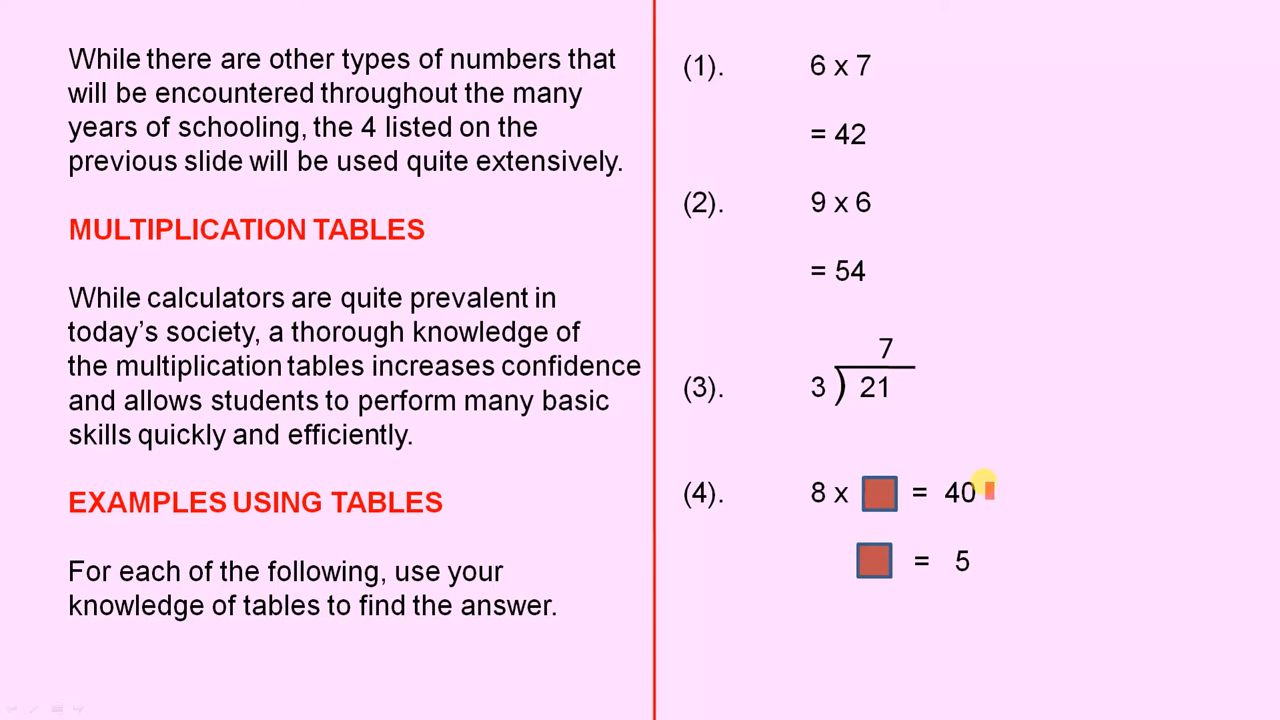 While there are other types of numbers that
will be encountered throughout the many
years of schooling, the 4 listed on the
previous slide will be used quite extensively.
MULTIPLICATION TABLES
While calculators are quite prevalent in
today’s society, a thorough knowledge of
the multiplication tables increases confidence
and allows students to perform many basic
skills quickly and efficiently.
EXAMPLES USING TABLES
For each of the following, use your
knowledge of tables to find the answer.
(1). 6 x 7
= 42
(2). 9 x 6
= 54
7
(3). 3 ) 21
(4). 8 x = 40
= 5